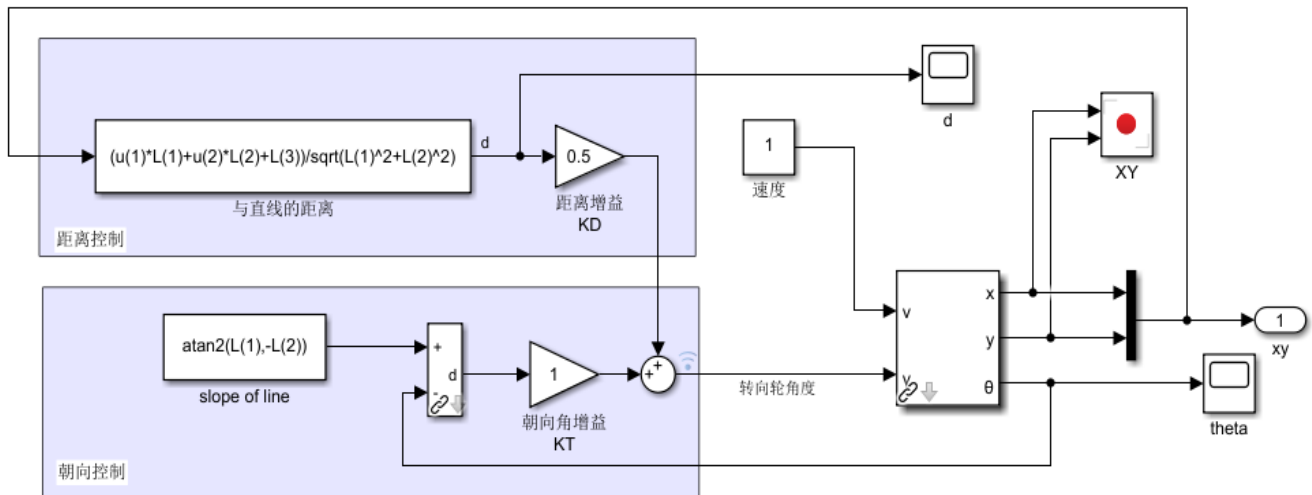 (u(1)*L(1)+u(2)*L(2)+L(3))/sqrt(L(1)^2+L(2)^2)
与直线的距离
d
0.5
距离增益
KD
距离控制
d
1
速度
XY
atan2(L(1),-L(2))
slope of line
+
-
d
1
朝向角增益
KT
+
+
转向轮角度
朝向控制
v
γ
x
y
θ
1
xy
theta